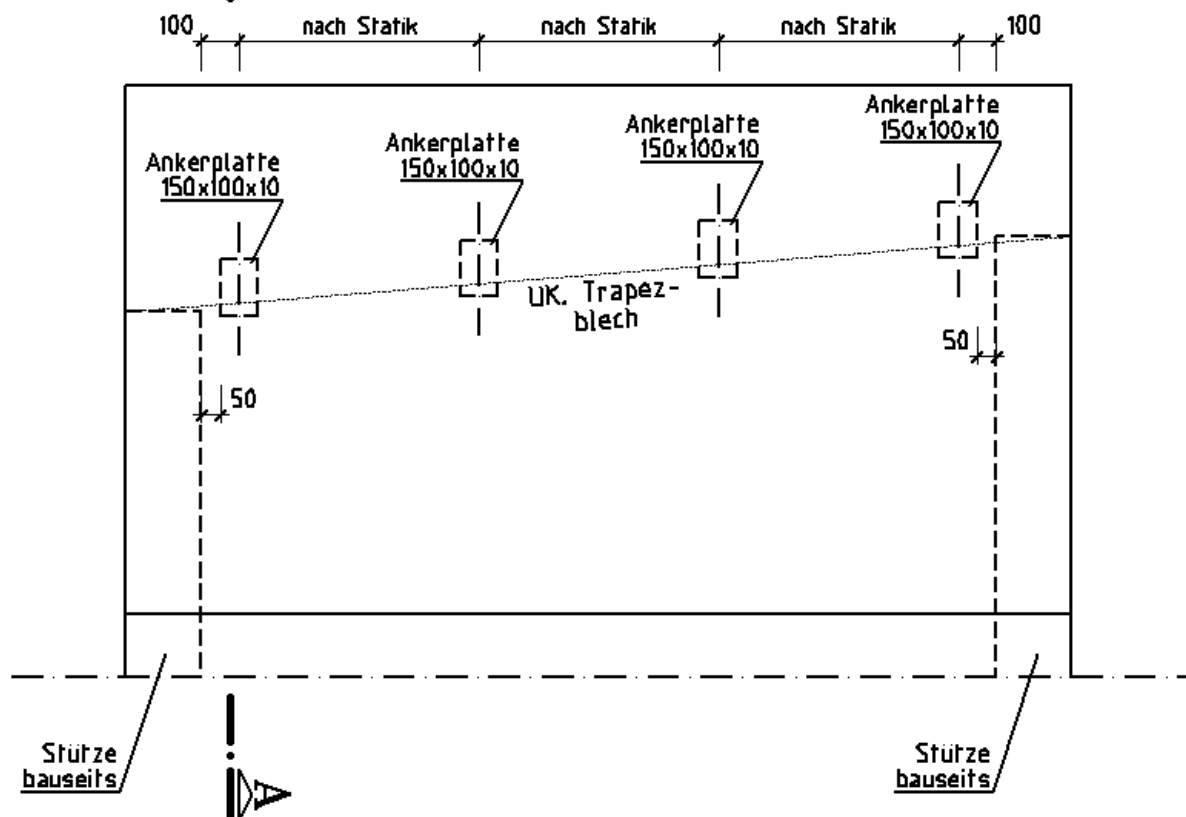 100 nach Statik nach Statik nach Statik 100
Ankerplatte
150x100x10
Ankerplatte
150x100x10
Ankerplatte
150x100x10
Ankerplatte
150x100x10
UK. Trapez-
blech
50
50
Stütze
bauseits
A
Stütze
bauseits